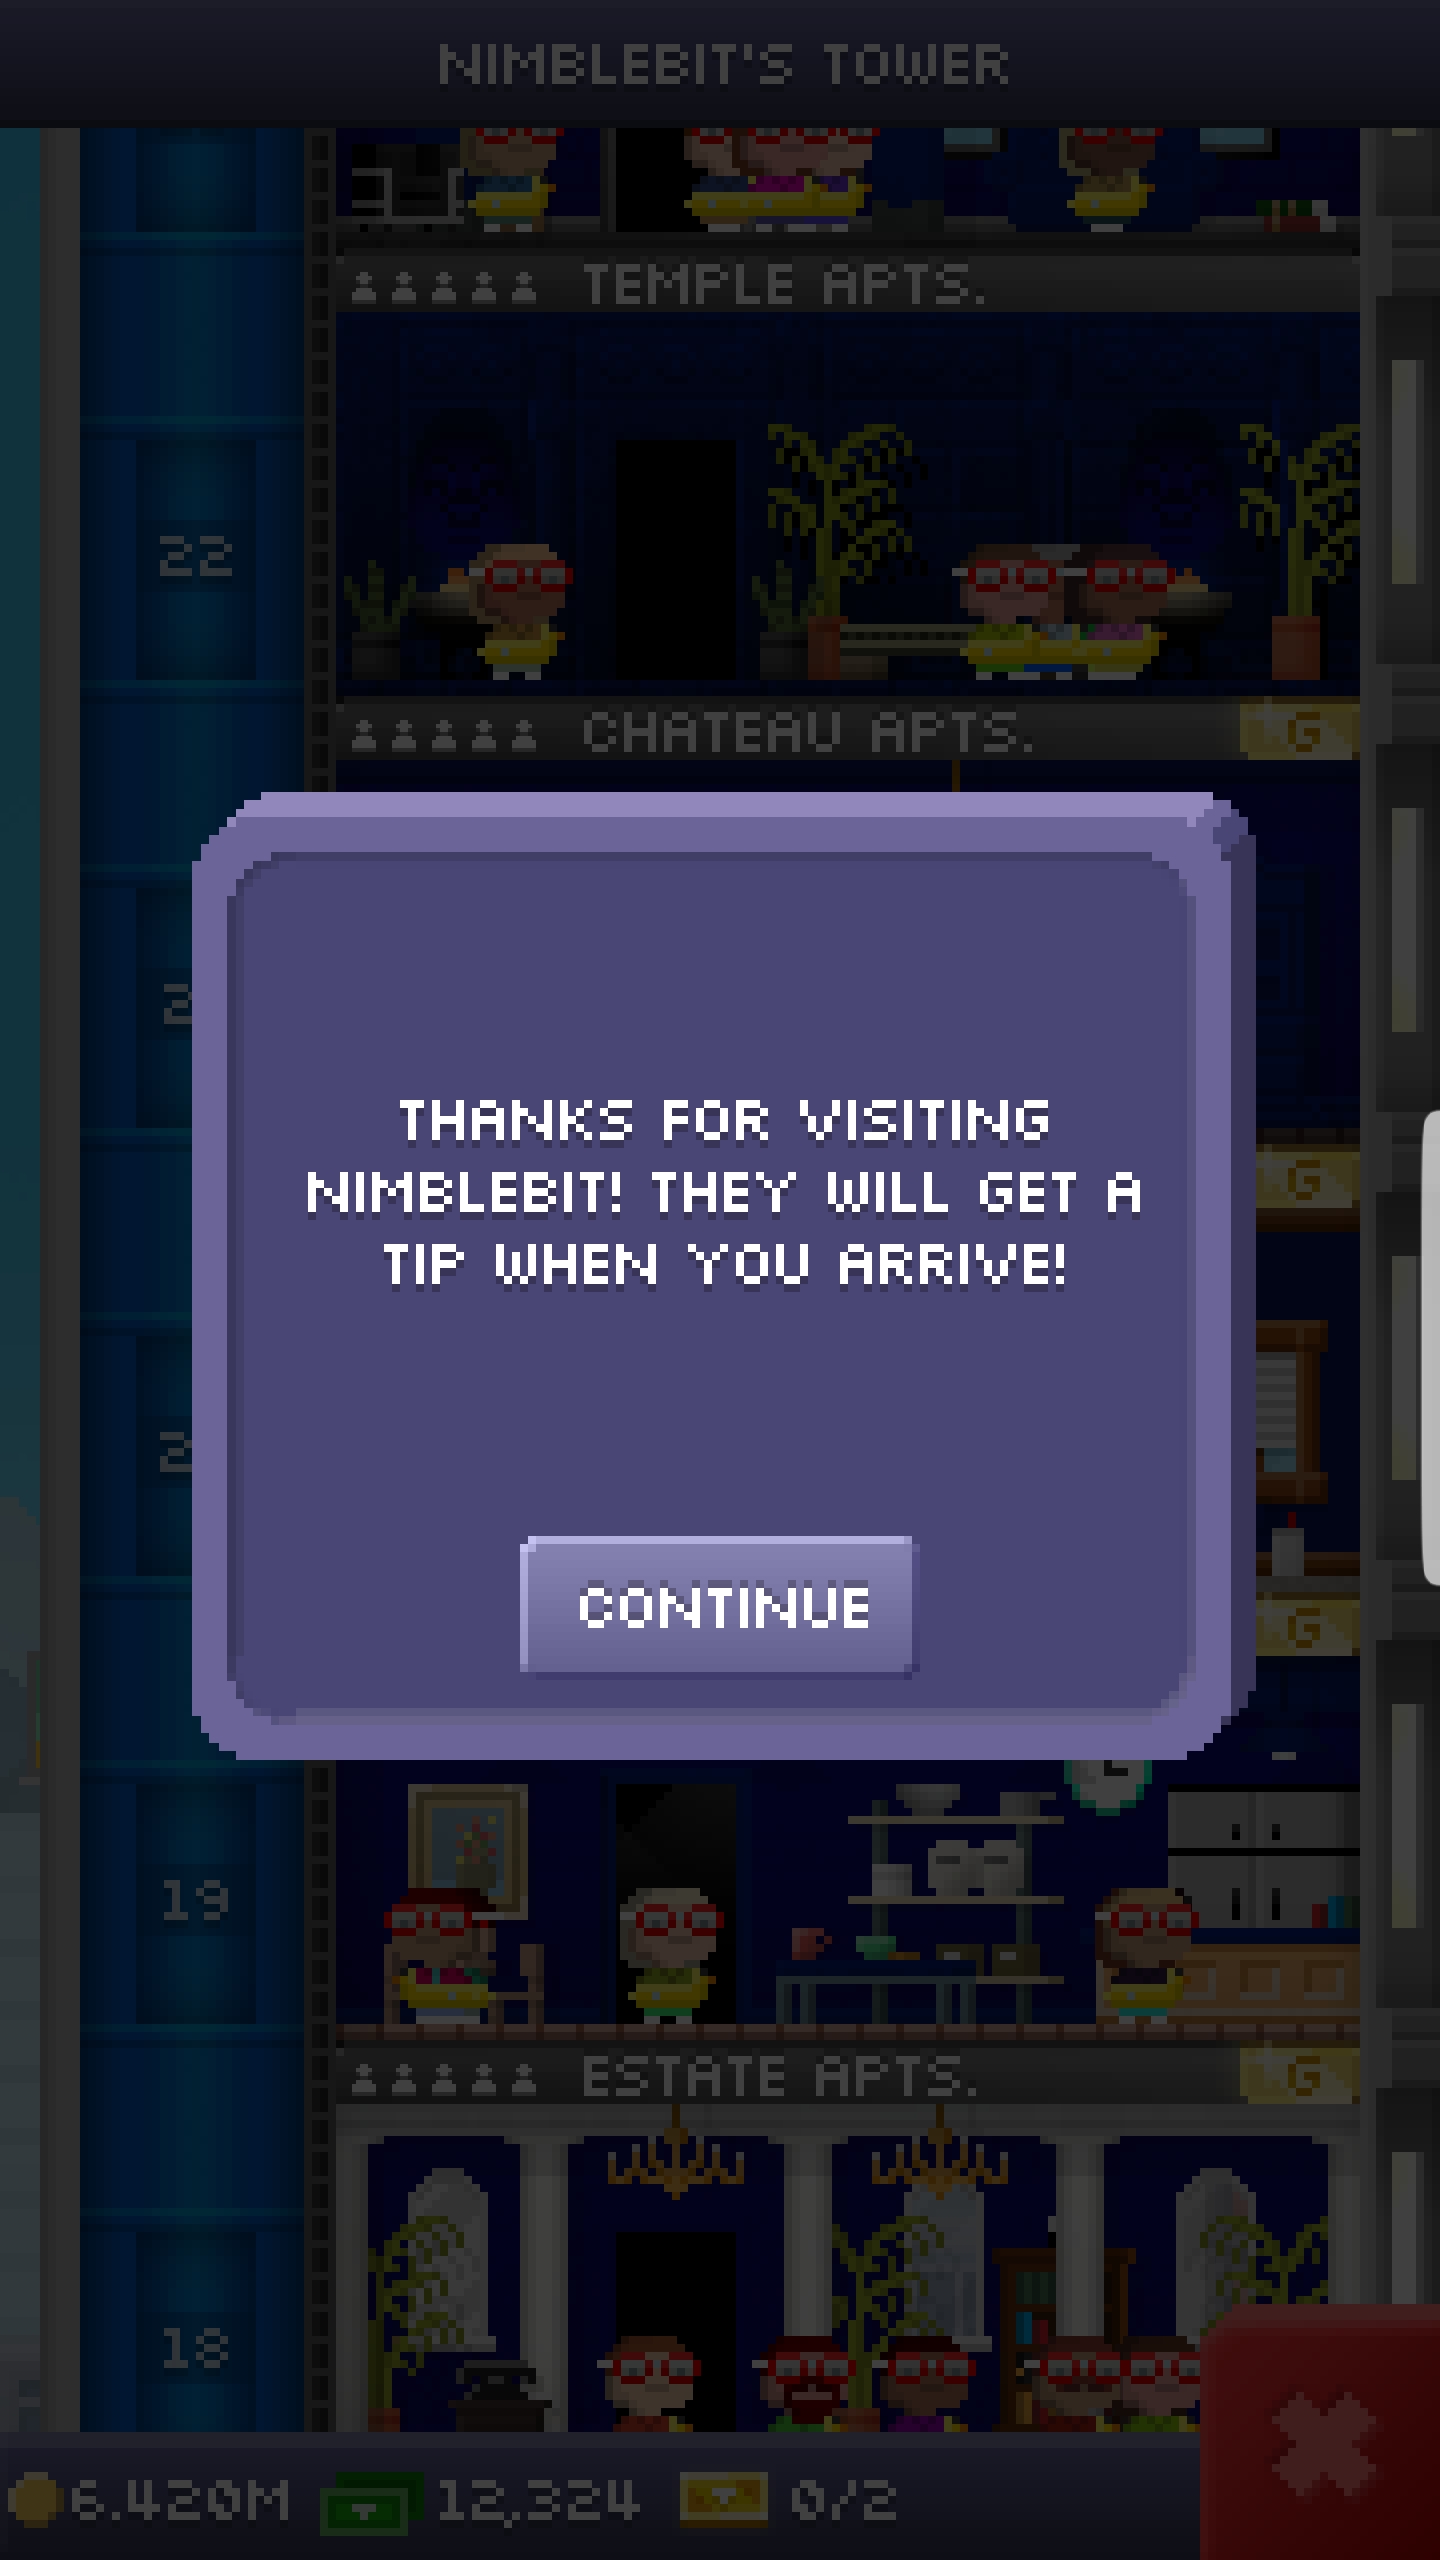 NIMBLEBIT'S TOWER
TEMPLE APTS.
22
CHATEAU APTS.
G
THANKS FOR VISITING
NIMBLEBIT! THEY WILL GET A
TIP WHEN YOU ARRIVE!
G
CONTINUE
G
19
ESTATE APTS.
G
18
6.420M
12,324
0/2